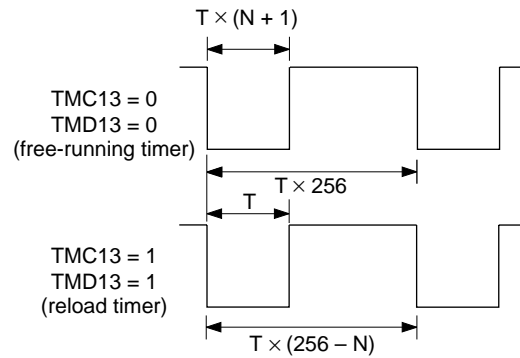 T × (N + 1)
TMC13 = 0
TMD13 = 0
(free-running timer)
T × 256
T
TMC13 = 1
TMD13 = 1
(reload timer)
T × (256 – N)